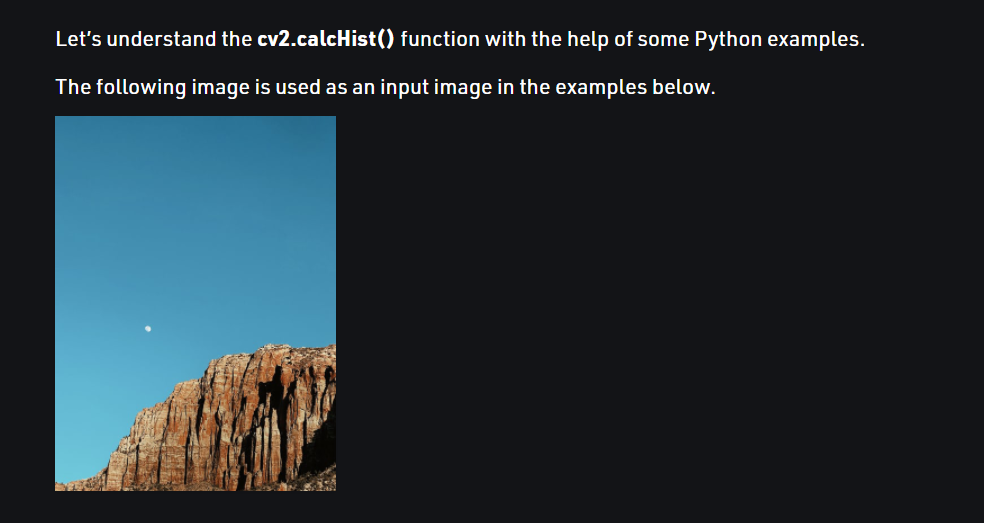 Let's understand the cv2.calcHist() function with the help of some Python examples.
The following image is used as an input image in the examples below.